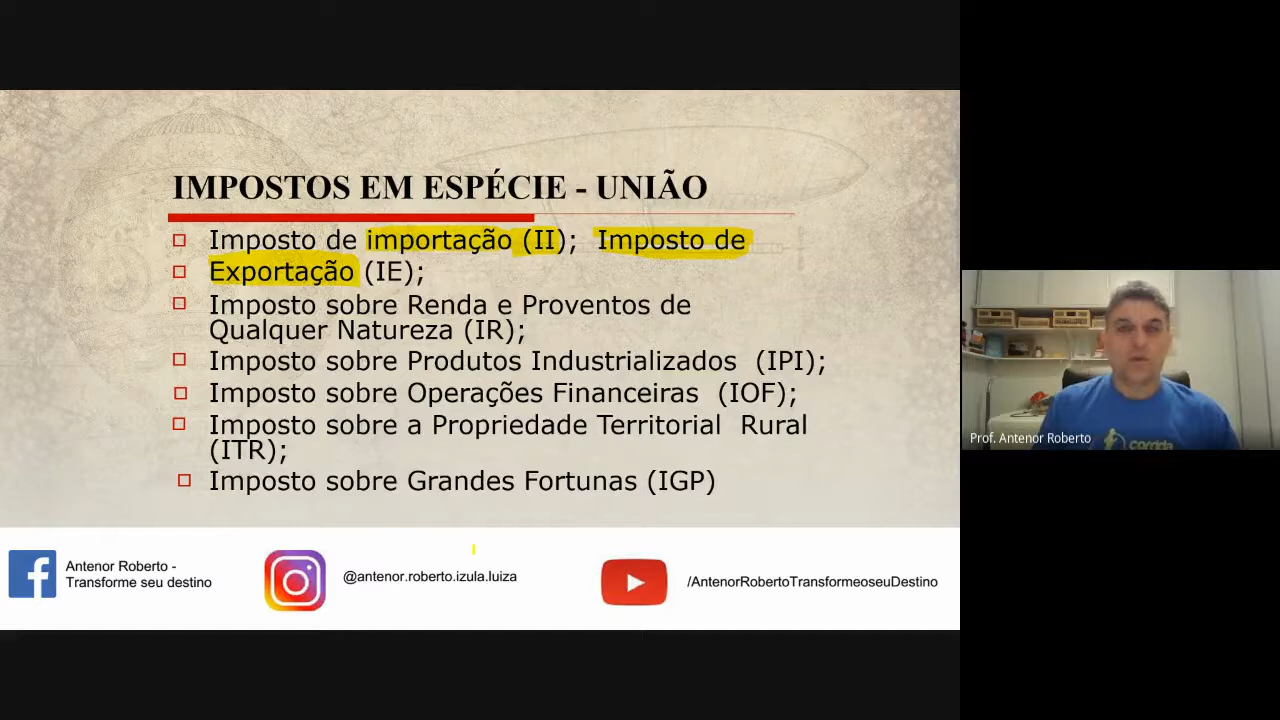 IMPOSTOS EM ESPÉCIE - UNIÃO
Imposto de importação (II); Imposto de
Exportação (IE);
Imposto sobre Renda e Proventos de
Qualquer Natureza (IR);
Imposto sobre Produtos Industrializados (IPI);
Imposto sobre Operações Financeiras (IOF);
Imposto sobre a Propriedade Territorial Rural
(ITR);
Imposto sobre Grandes Fortunas (IGP)
Antenor Roberto -
Transforme seu destino
@antenor.roberto.izula.luiza
/AntenorRobertoTransformeoseuDestino
corrida
Prof. Antenor Roberto